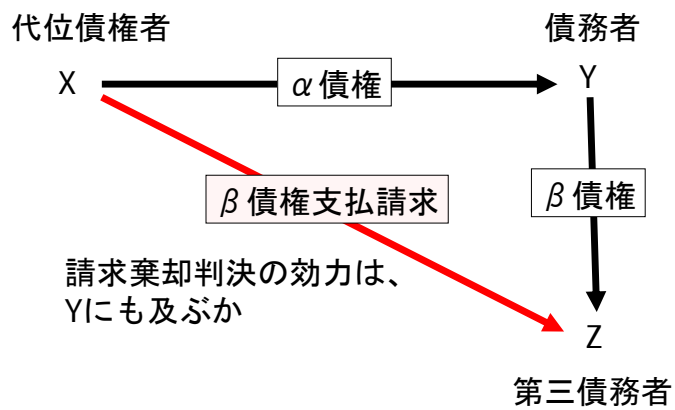 代位債権者
債務者
X
α債権
Y
β債権支払請求
β債権
請求棄却判決の効力は、
Yにも及ぶか
Z
第三債務者